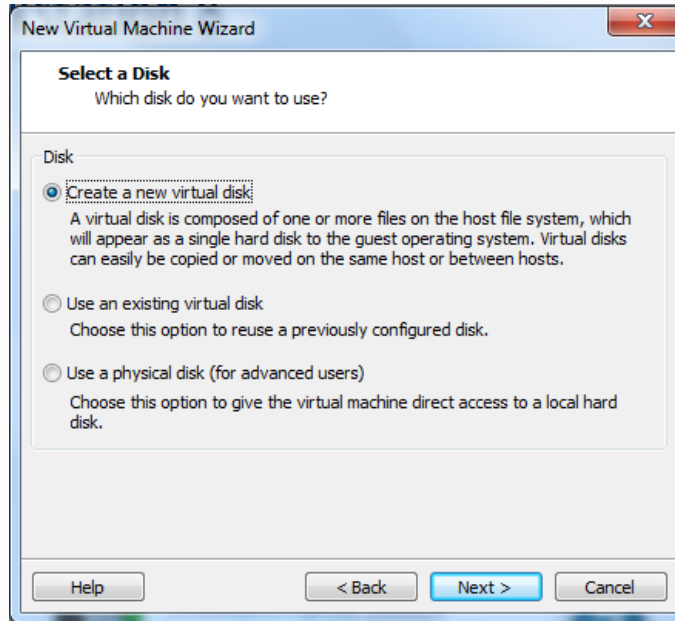 New Virtual Machine Wizard
Select a Disk
Which disk do you want to use?
Disk
Create a new virtual disk
A virtual disk is composed of one or more files on the host file system, which
will appear as a single hard disk to the guest operating system. Virtual disks
can easily be copied or moved on the same host or between hosts.
Use an existing virtual disk
Choose this option to reuse a previously configured disk.
Use a physical disk (for advanced users)
Choose this option to give the virtual machine direct access to a local hard
disk.
Help
< Back
Next >
Cancel